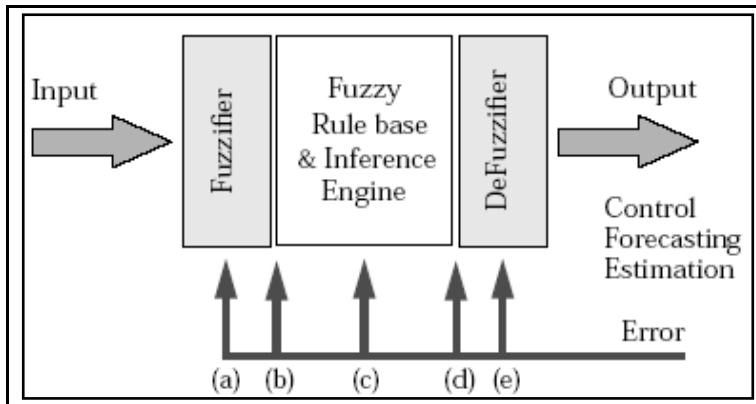 Input
Fuzzifier
Fuzzy
Rule base
& Inference
Engine
DeFuzzifier
Output
Control
Forecasting
Estimation
Error
(a) (b) (c) (d) (e)